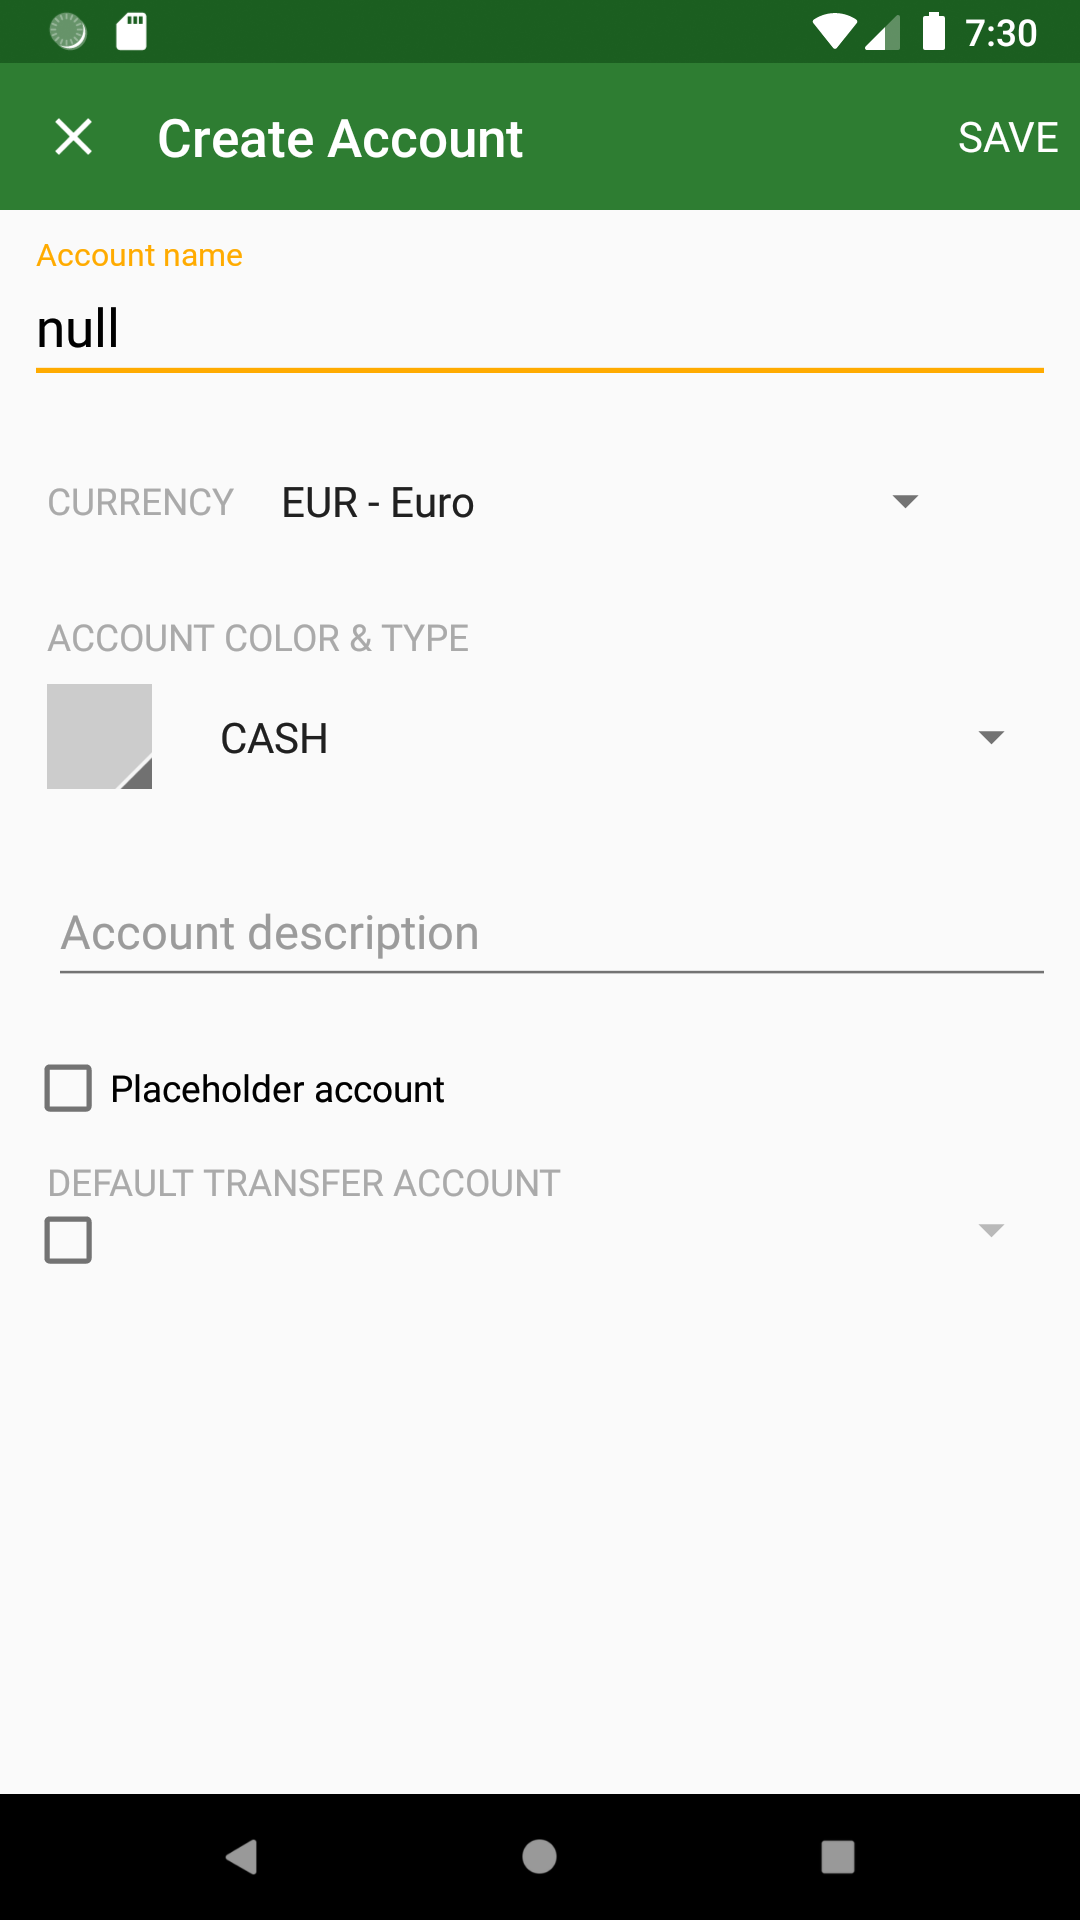 7:30
Create Account
SAVE
Account name
null
CURRENCY
EUR - Euro
ACCOUNT COLOR & TYPE
CASH
Account description
Placeholder account
DEFAULT TRANSFER ACCOUNT